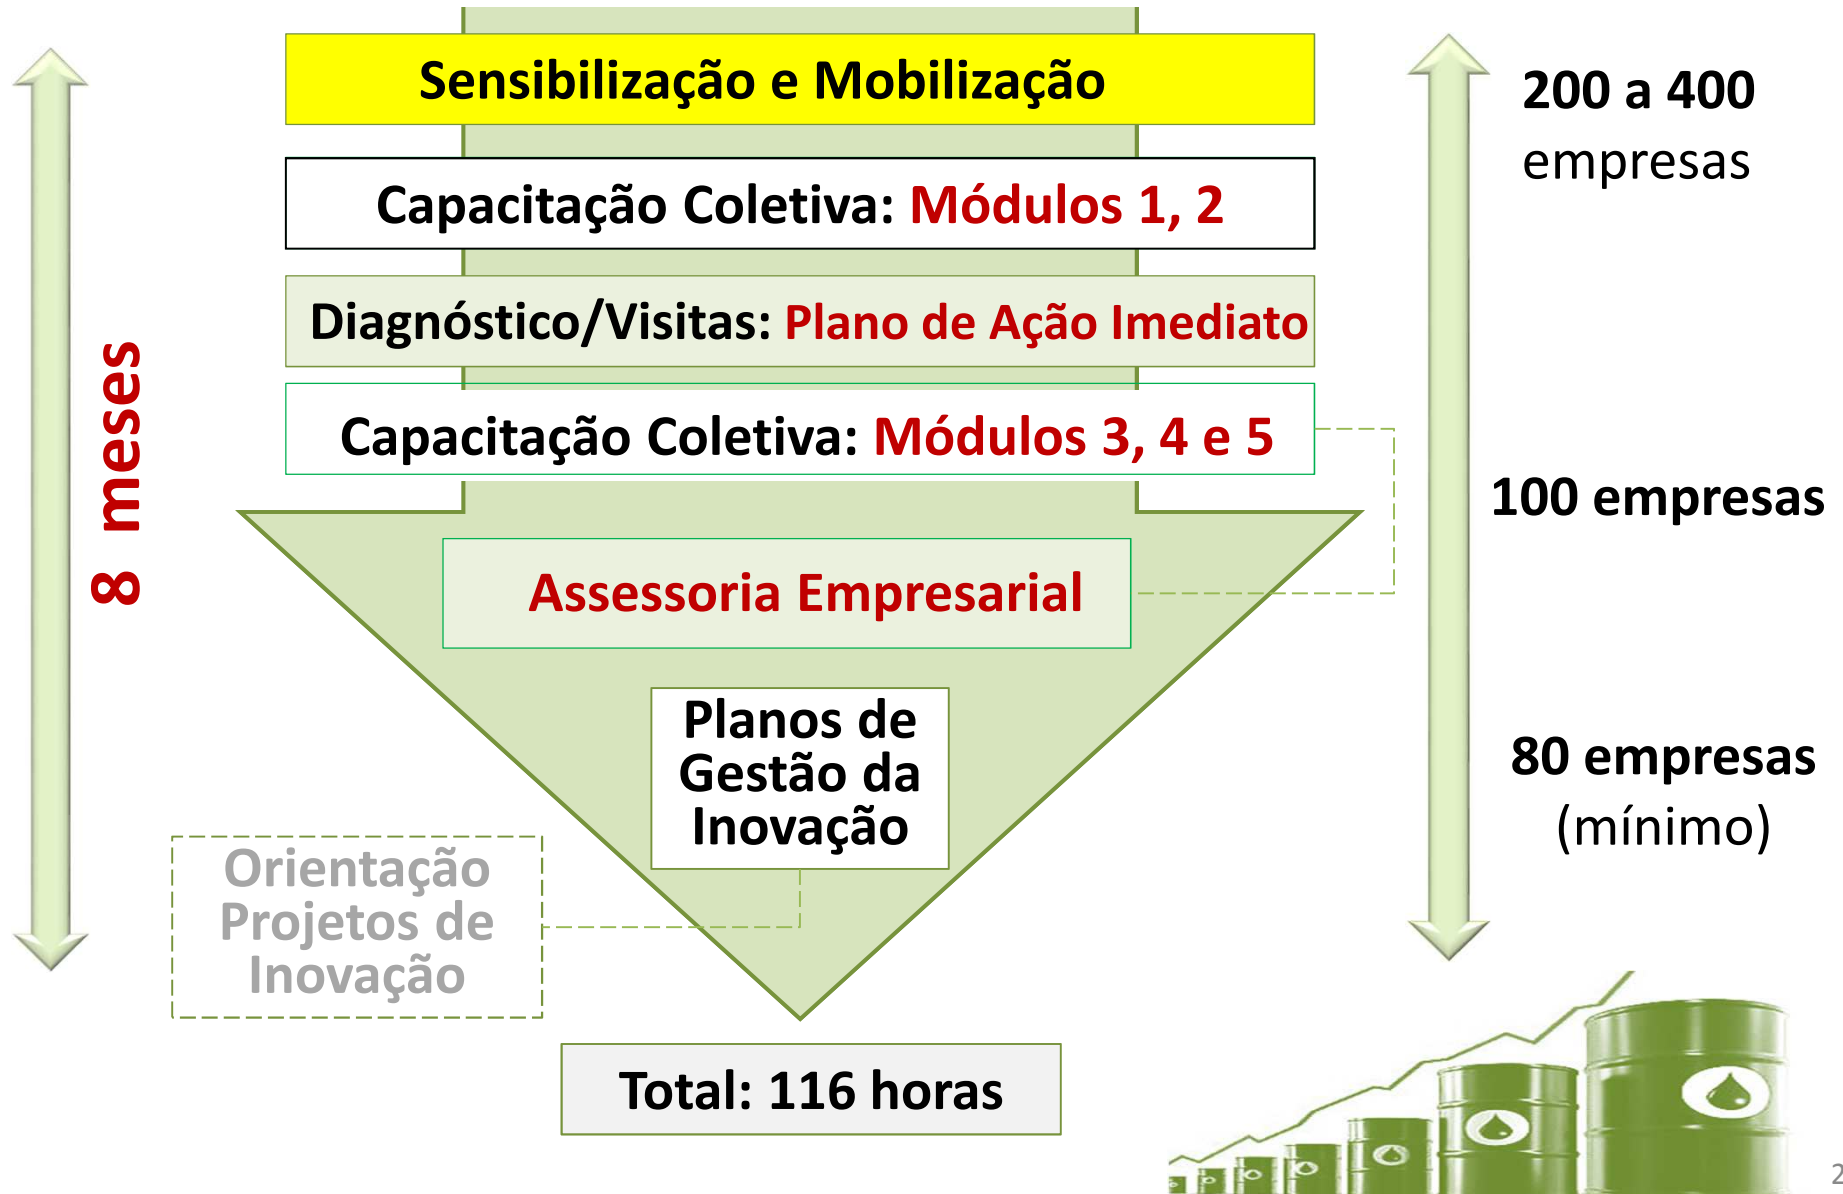 Sensibilização e Mobilização
200 a 400
empresas
Capacitação Coletiva: Módulos 1, 2
Diagnóstico/Visitas: Plano de Ação Imediato
8 meses
Capacitação Coletiva: Módulos 3, 4 e 5
100 empresas
Assessoria Empresarial
Planos de
Gestão da
Inovação
80 empresas
(mínimo)
Orientação
Projetos de
Inovação
Total: 116 horas
2